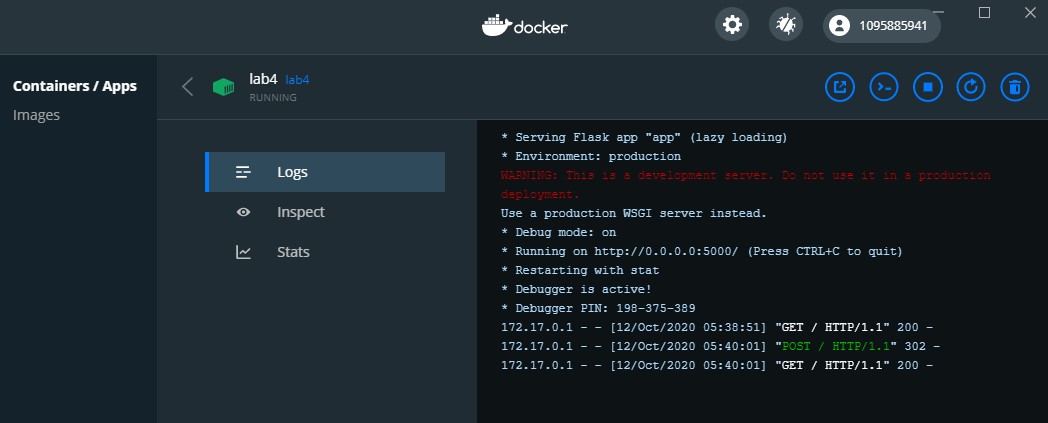 docker
1095885941
Containers / Apps
Images
lab4 lab4
RUNNING
Logs
Inspect
Stats
* Serving Flask app "app" (lazy loading)
* Environment: production
WARNING: This is a development server. Do not use it in a production
deployment.
Use a production WSGI server instead.
* Debug mode: on
* Running on http://0.0.0.0:5000/ (Press CTRL+C to quit)
* Restarting with stat
* Debugger is active!
* Debugger PIN: 198-375-389
172.17.0.1 - - [12/Oct/2020 05:38:51] "GET / HTTP/1.1" 200 -
172.17.0.1 - - [12/Oct/2020 05:40:01] "POST / HTTP/1.1" 302 -
172.17.0.1 - - [12/Oct/2020 05:40:01] "GET / HTTP/1.1" 200 -